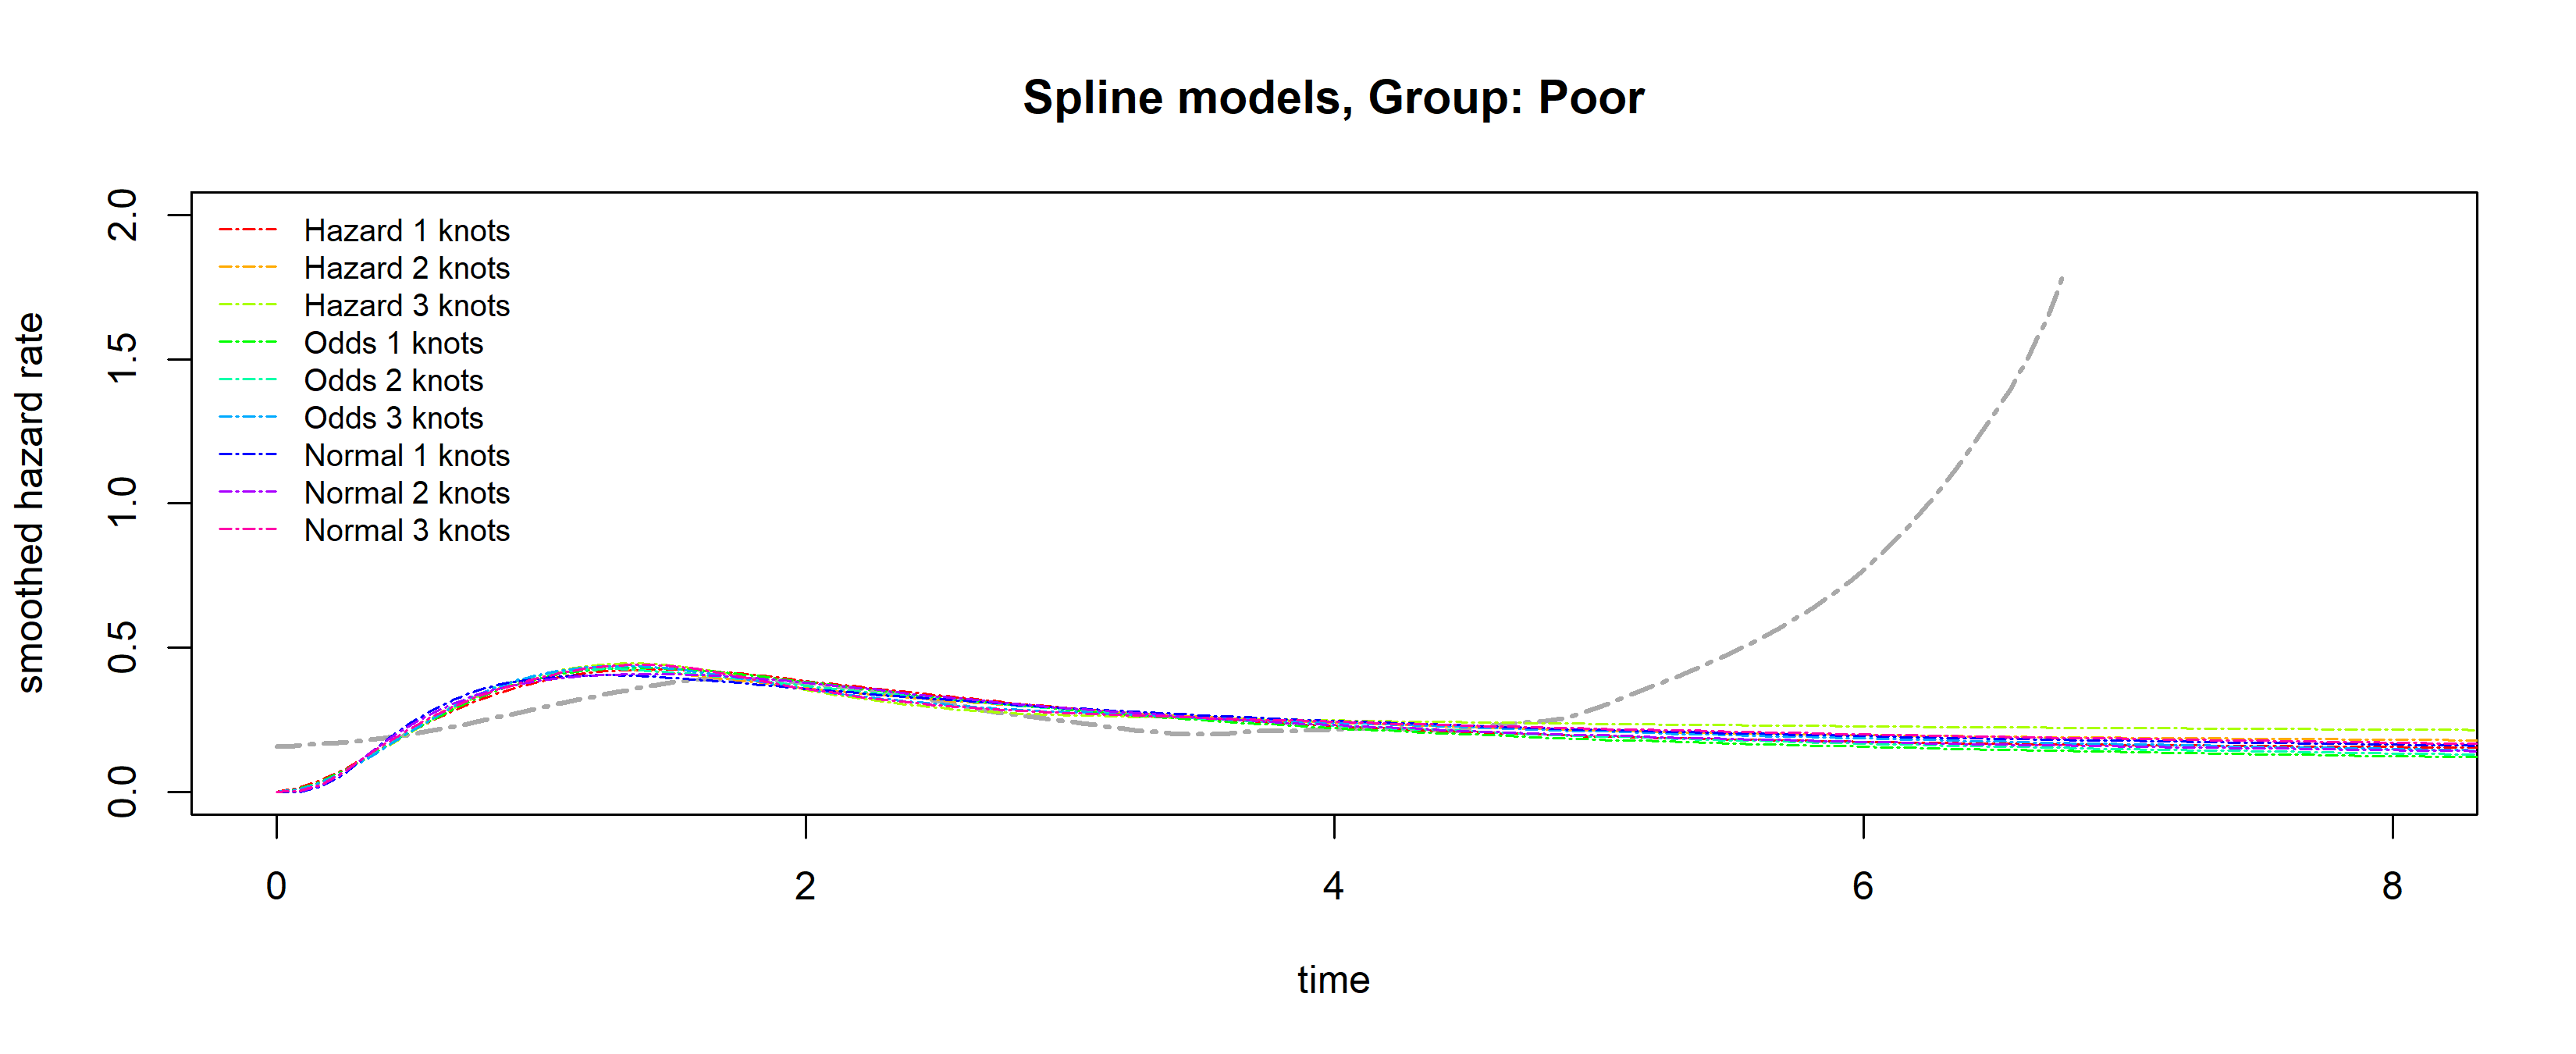 Spline models, Group: Poor
smoothed hazard rate
2.0
1.5
1.0
0.5
0.0
Hazard 1 knots
Hazard 2 knots
Hazard 3 knots
Odds 1 knots
Odds 2 knots
Odds 3 knots
Normal 1 knots
Normal 2 knots
Normal 3 knots
0 2 4 6 8
time